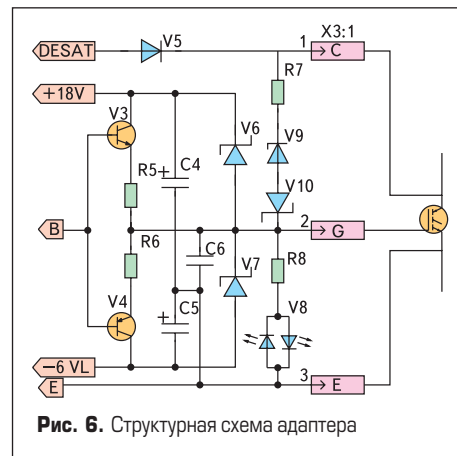 DESAT V5 1 X3:1 C
R7
+18V
V3 V6 V9
R5 C4
V10
B 2 G
R6 C6
V7 R8
V4 C5 V8
−6 VL
E 3 E
Рис. 6. Структурная схема адаптера